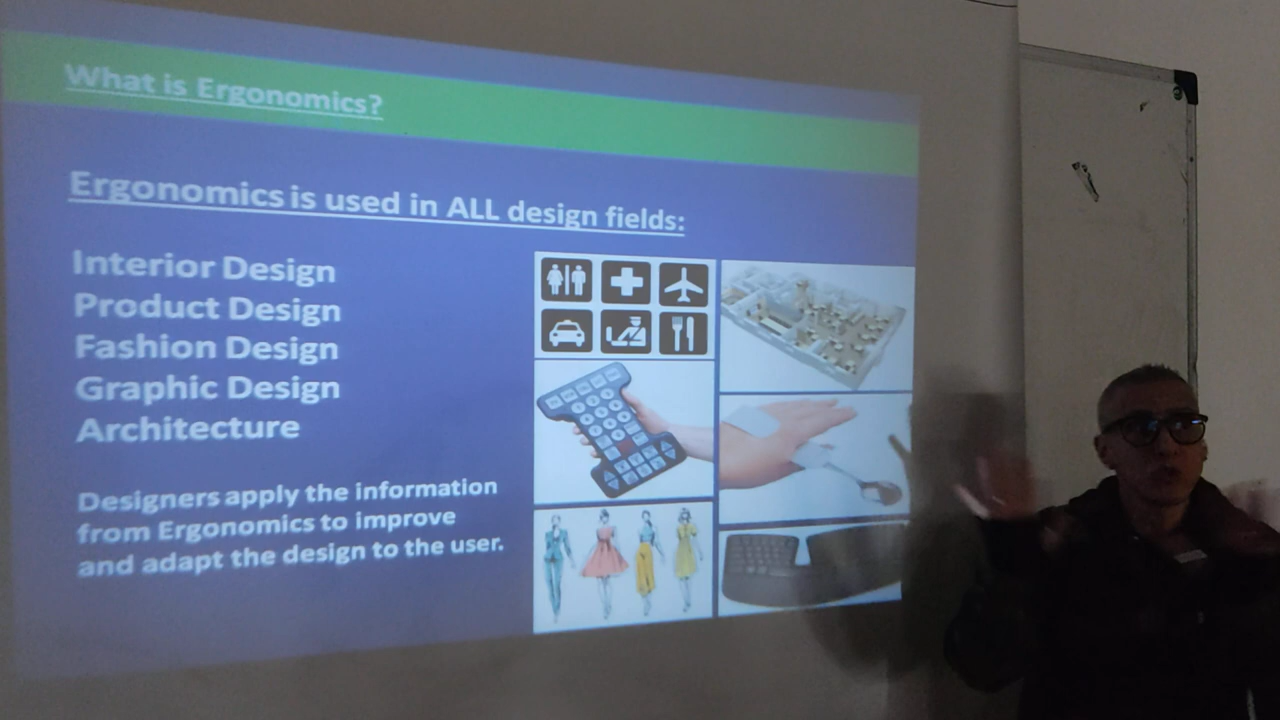 What is Ergonomics?
Ergonomics is used in ALL design fields:
Interior Design
Product Design
Fashion Design
Graphic Design
Architecture
Designers apply the information
from Ergonomics to improve
and adapt the design to the user.